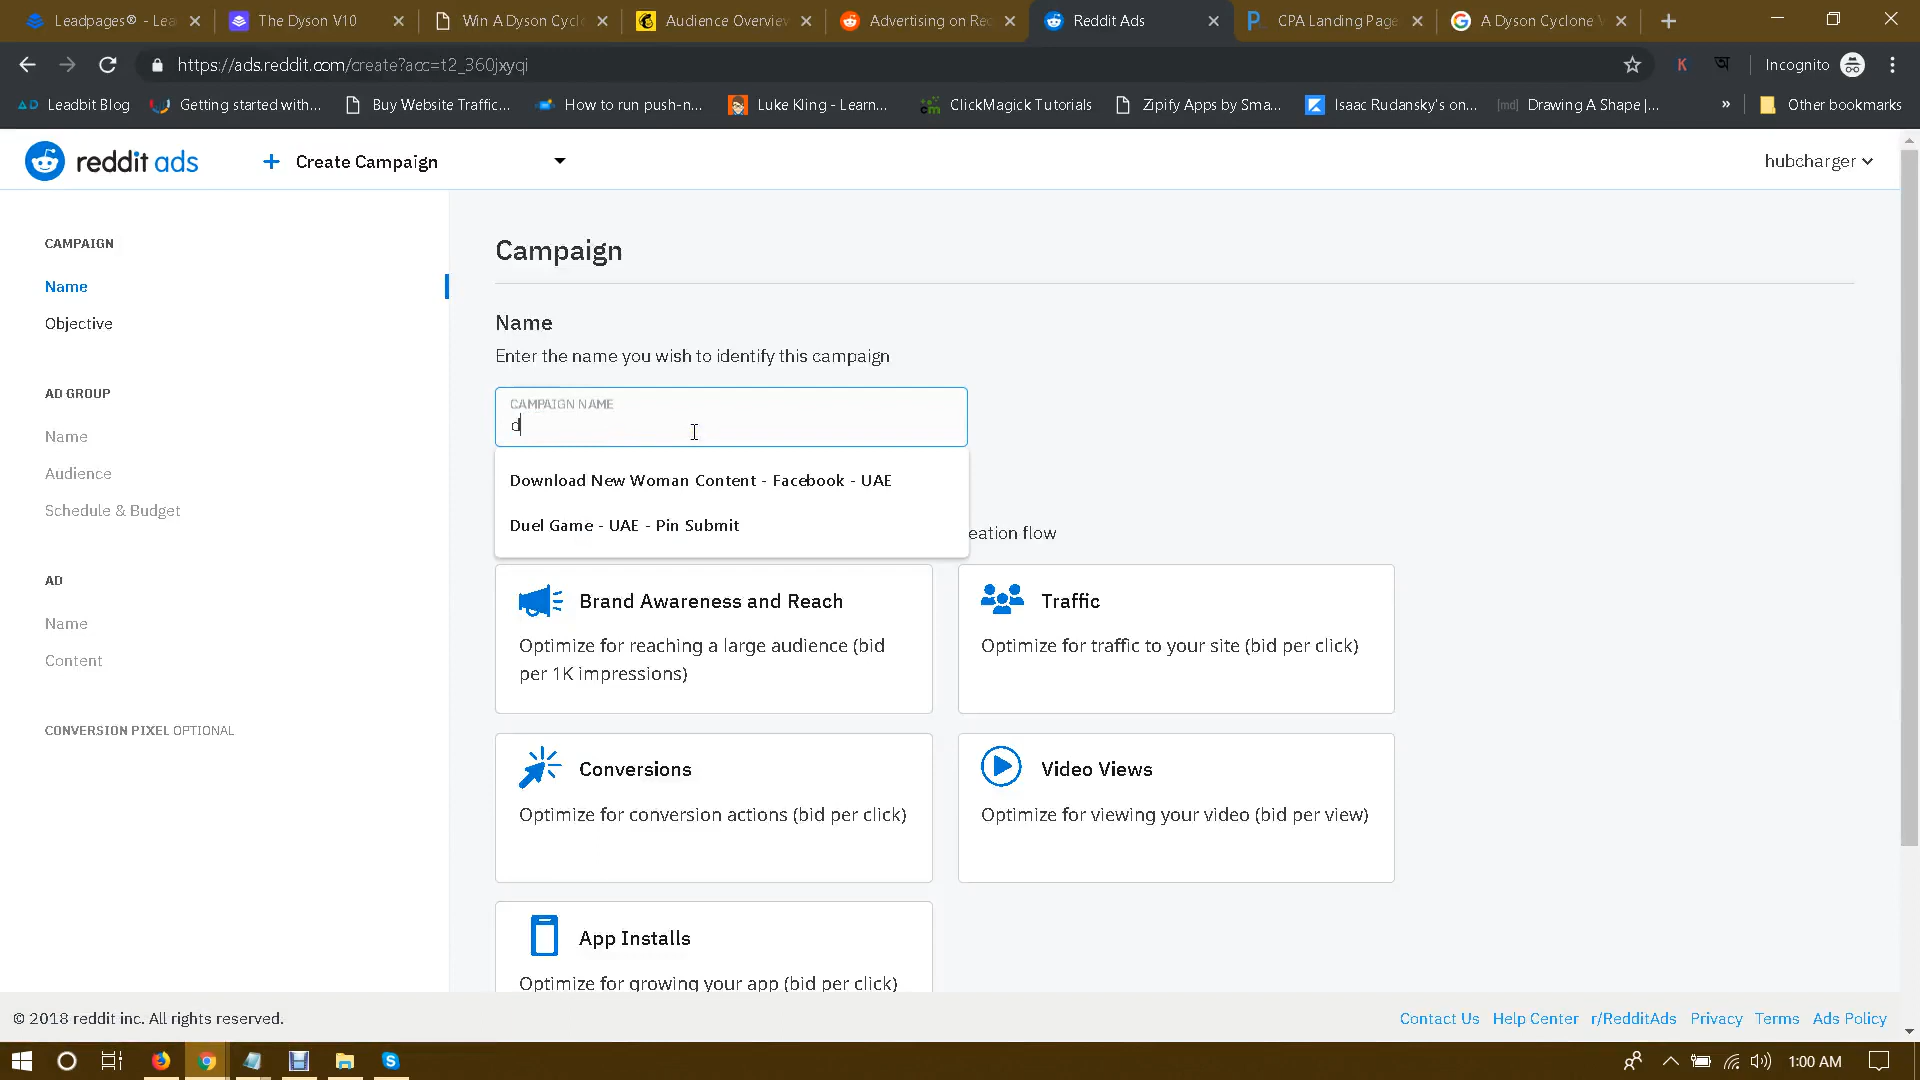 Leadpages® - Lea
The Dyson V10
Win A Dyson Cycl
Audience Overview
Advertising on Re
Reddit Ads
CPA Landing Page
A Dyson Cyclone V
https://ads.reddit.com/create?acc=t2_360jxyqi
Incognito
Leadbit Blog
Getting started with...
Buy Website Traffic...
How to run push-n...
Luke Kling - Learn...
ClickMagick Tutorials
Zipify Apps by Sma...
Isaac Rudansky's on...
[md] Drawing A Shape |...
»
Other bookmarks
reddit ads
+ Create Campaign
hubcharger
CAMPAIGN
Name
Objective
AD GROUP
Name
Audience
Schedule & Budget
AD
Name
Content
CONVERSION PIXEL OPTIONAL
Campaign
Name
Enter the name you wish to identify this campaign
CAMPAIGN NAME
d
Download New Woman Content - Facebook - UAE
Duel Game - UAE - Pin Submit
eation flow
Brand Awareness and Reach
Optimize for reaching a large audience (bid
per 1K impressions)
Traffic
Optimize for traffic to your site (bid per click)
Conversions
Optimize for conversion actions (bid per click)
Video Views
Optimize for viewing your video (bid per view)
App Installs
Optimize for growing your app (bid per click)
© 2018 reddit inc. All rights reserved.
Contact Us Help Center r/RedditAds Privacy Terms Ads Policy
1:00 AM